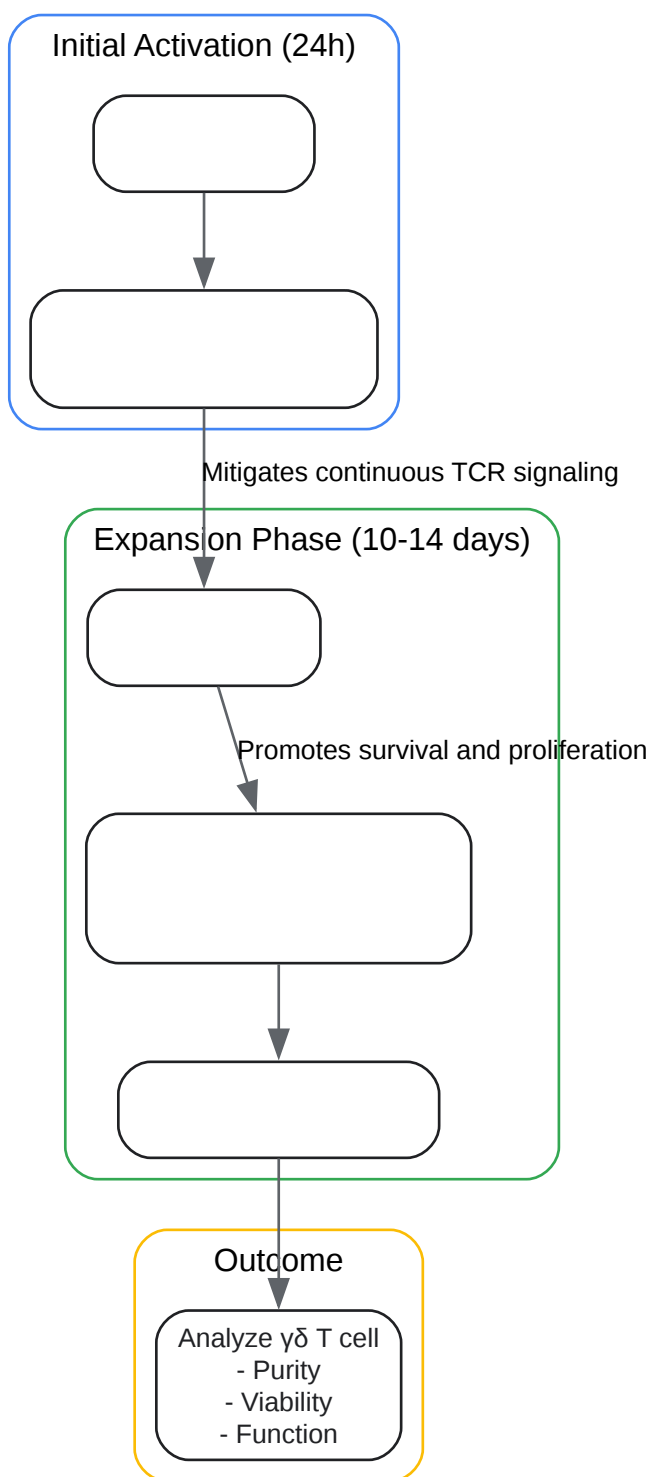 Initial Activation (24h)
Mitigates continuous TCR signaling
Expansion Phase (10-14 days)
Promotes survival and proliferation
Outcome
Analyze γδ T cell
- Purity
- Viability
- Function